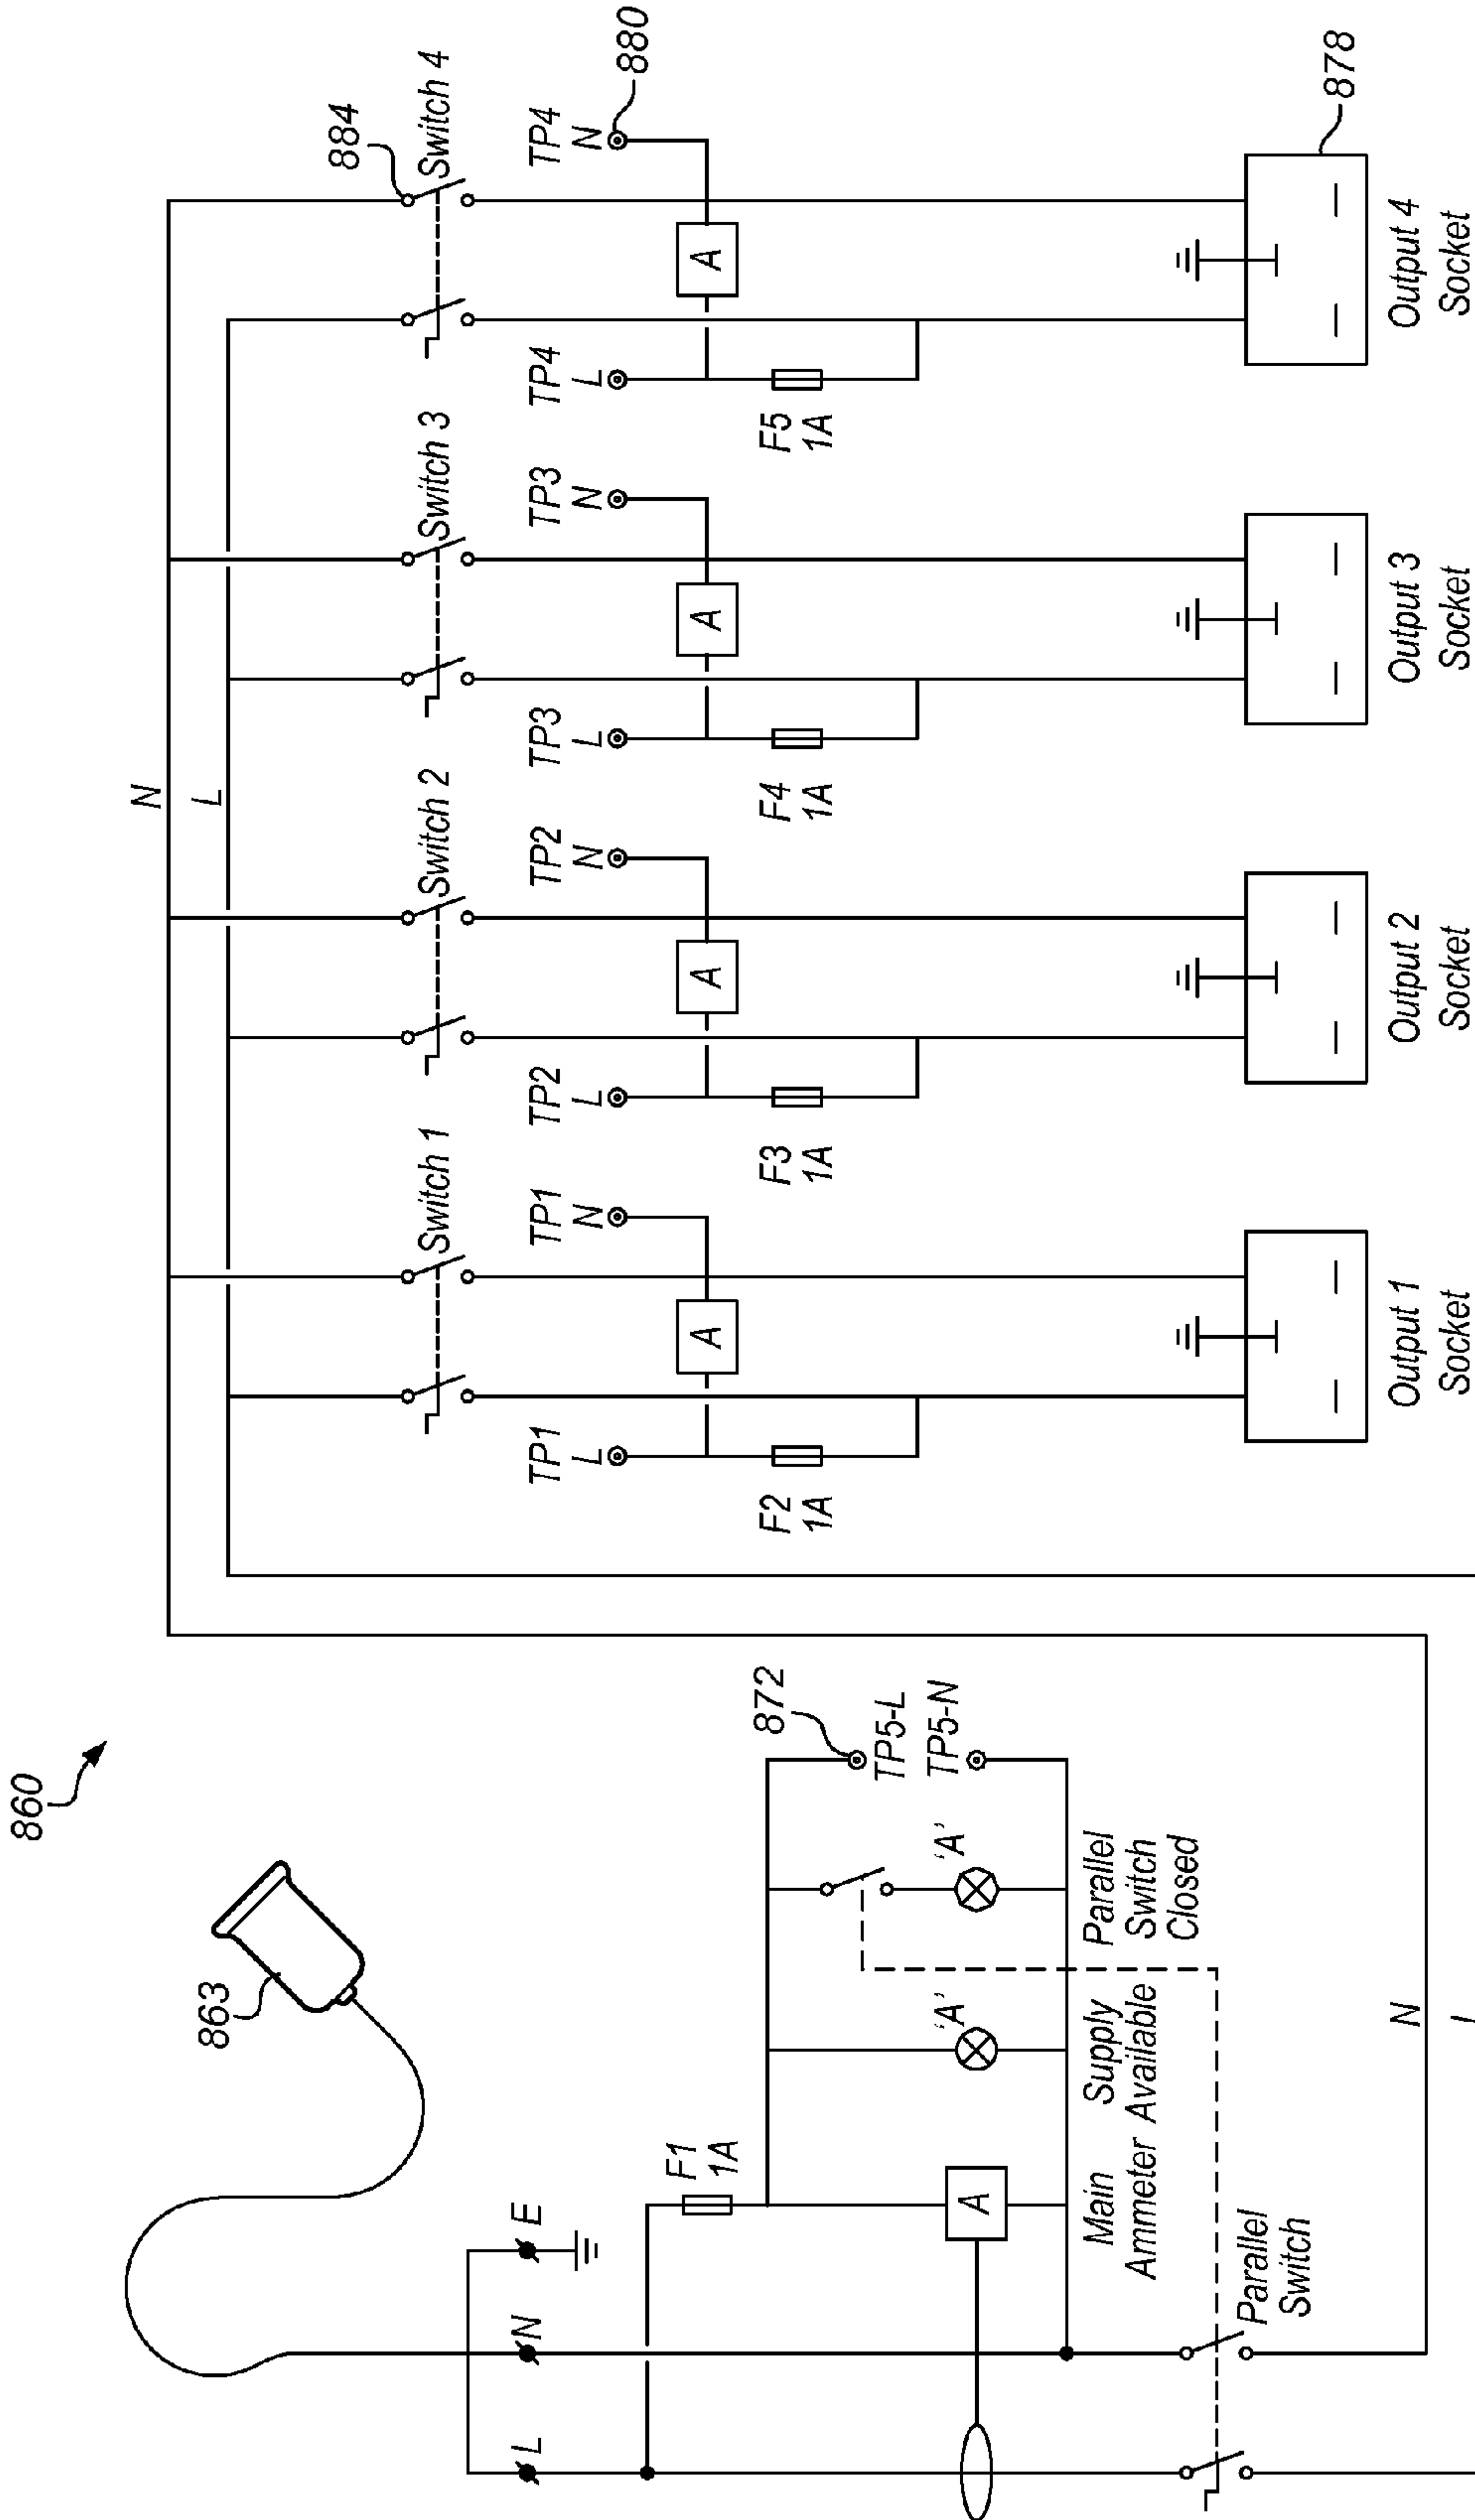 860
863
L
N
E
F1
1A
872
TP5-L
TP5-N
'A'
'A'
A
Main
Ammeter
Supply
Available
Parallel
Switch
Closed
Parallel
Switch
N
L
N
L
Switch 1
Switch 2
Switch 3
Switch 4
884
TP1
L
TP1
N
TP2
L
TP2
N
TP3
L
TP3
N
TP4
L
TP4
N
880
A
A
A
A
F2
1A
F3
1A
F4
1A
F5
1A
878
Output 1
Socket
Output 2
Socket
Output 3
Socket
Output 4
Socket